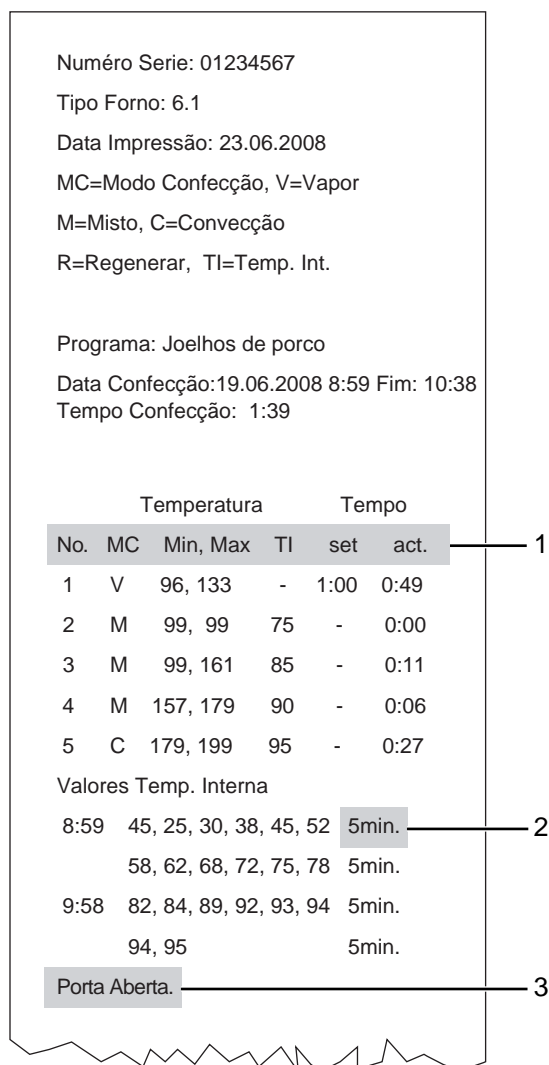 Numéro Serie: 01234567
Tipo Forno: 6.1
Data Impressão: 23.06.2008
MC=Modo Confecção, V=Vapor
M=Misto, C=Convecção
R=Regenerar, TI=Temp. Int.
Programa: Joelhos de porco
Data Confecção:19.06.2008 8:59 Fim: 10:38
Tempo Confecção: 1:39
Temperatura Tempo
No. MC Min, Max TI set act. 1
1 V 96, 133 - 1:00 0:49
2 M 99, 99 75 - 0:00
3 M 99, 161 85 - 0:11
4 M 157, 179 90 - 0:06
5 C 179, 199 95 - 0:27
Valores Temp. Interna
8:59 45, 25, 30, 38, 45, 52 5min. 2
58, 62, 68, 72, 75, 78 5min.
9:58 82, 84, 89, 92, 93, 94 5min.
94, 95 5min.
Porta Aberta. 3